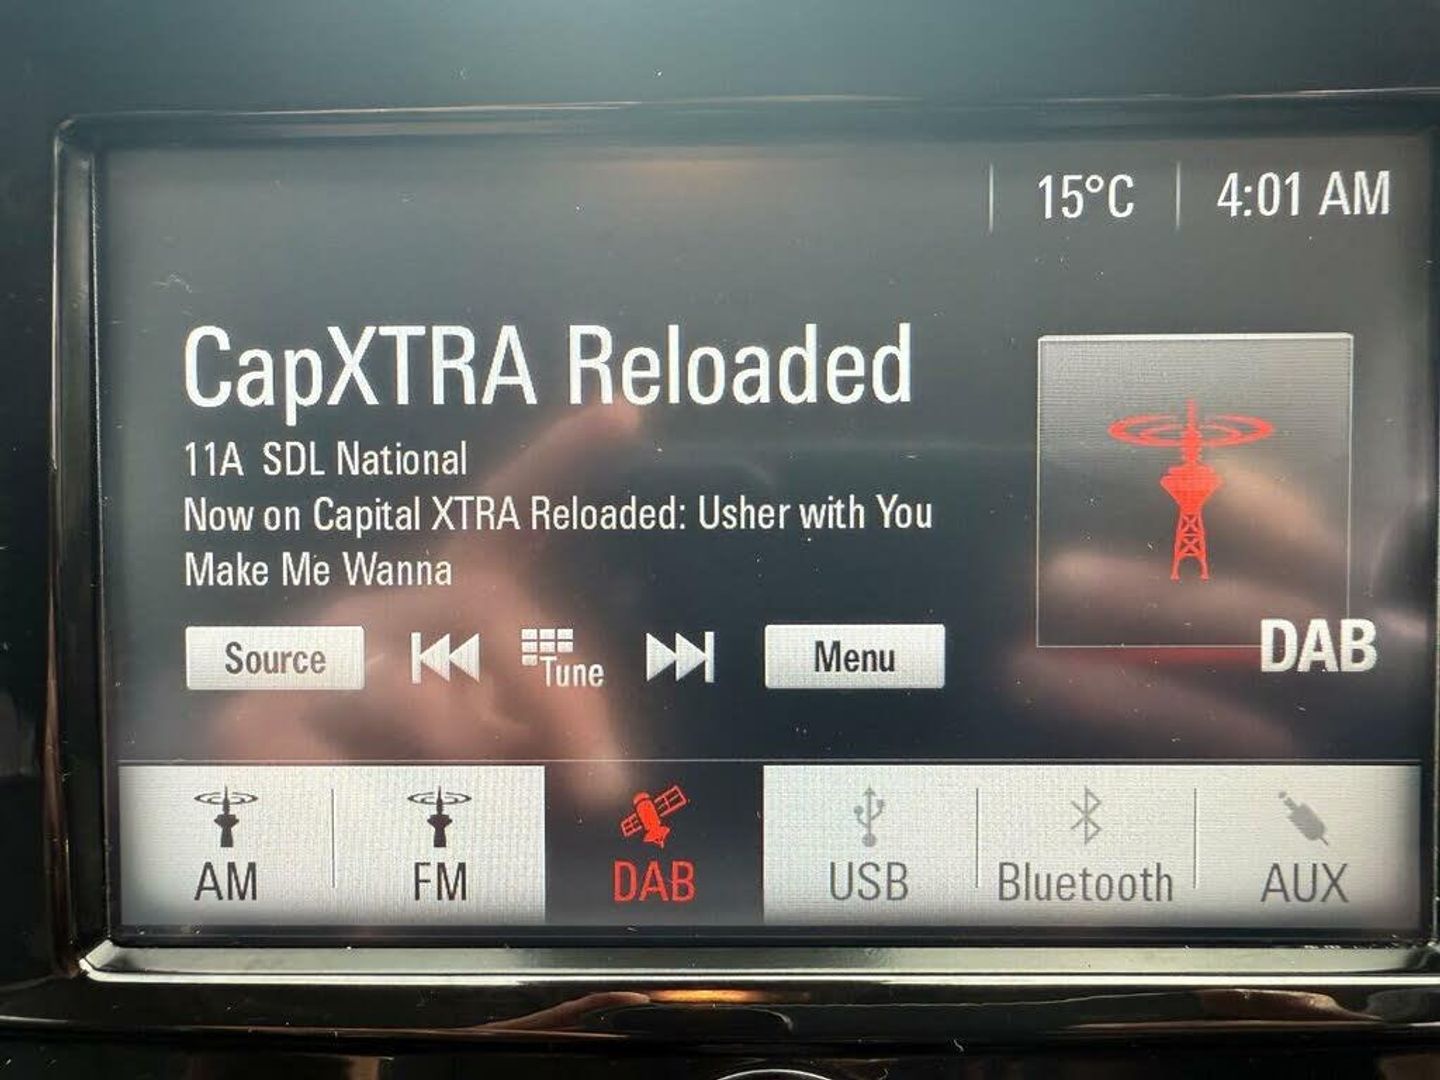 15°C 4:01 AM
CapXTRA Reloaded
11A SDL National
Now on Capital XTRA Reloaded: Usher with You
Make Me Wanna
Source Tune Menu
DAB
AM FM DAB USB Bluetooth AUX